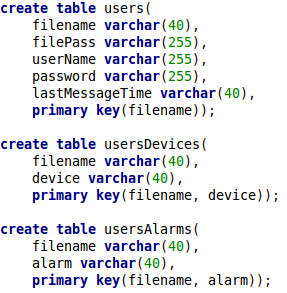 create table users(
    filename varchar(40),
    filePass varchar(255),
    userName varchar(255),
    password varchar(255),
    lastMessageTime varchar(40),
    primary key(filename));

create table usersDevices(
    filename varchar(40),
    device varchar(40),
    primary key(filename, device));

create table usersAlarms(
    filename varchar(40),
    alarm varchar(40),
    primary key(filename, alarm));